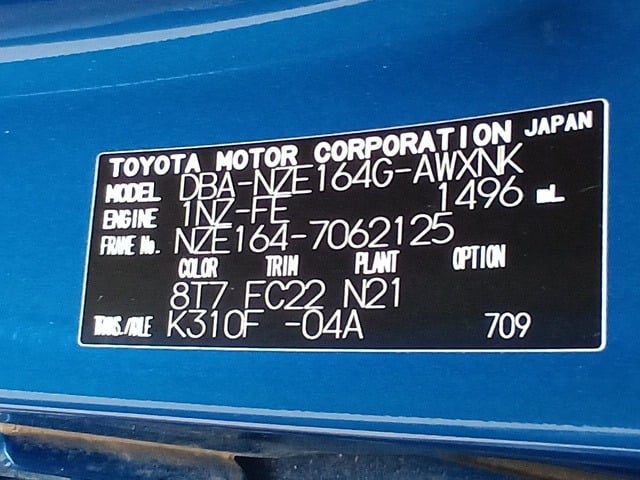 TOYOTA MOTOR CORPORATION JAPAN
MODEL DBA-NZE164G-AWXNK
ENGINE 1NZ-FE 1496 mL
FRAME No. NZE164-7062125
COLOR TRIM PLANT OPTION
8T7 FC22 N21
TRANS./AXLE K310F -04A 709